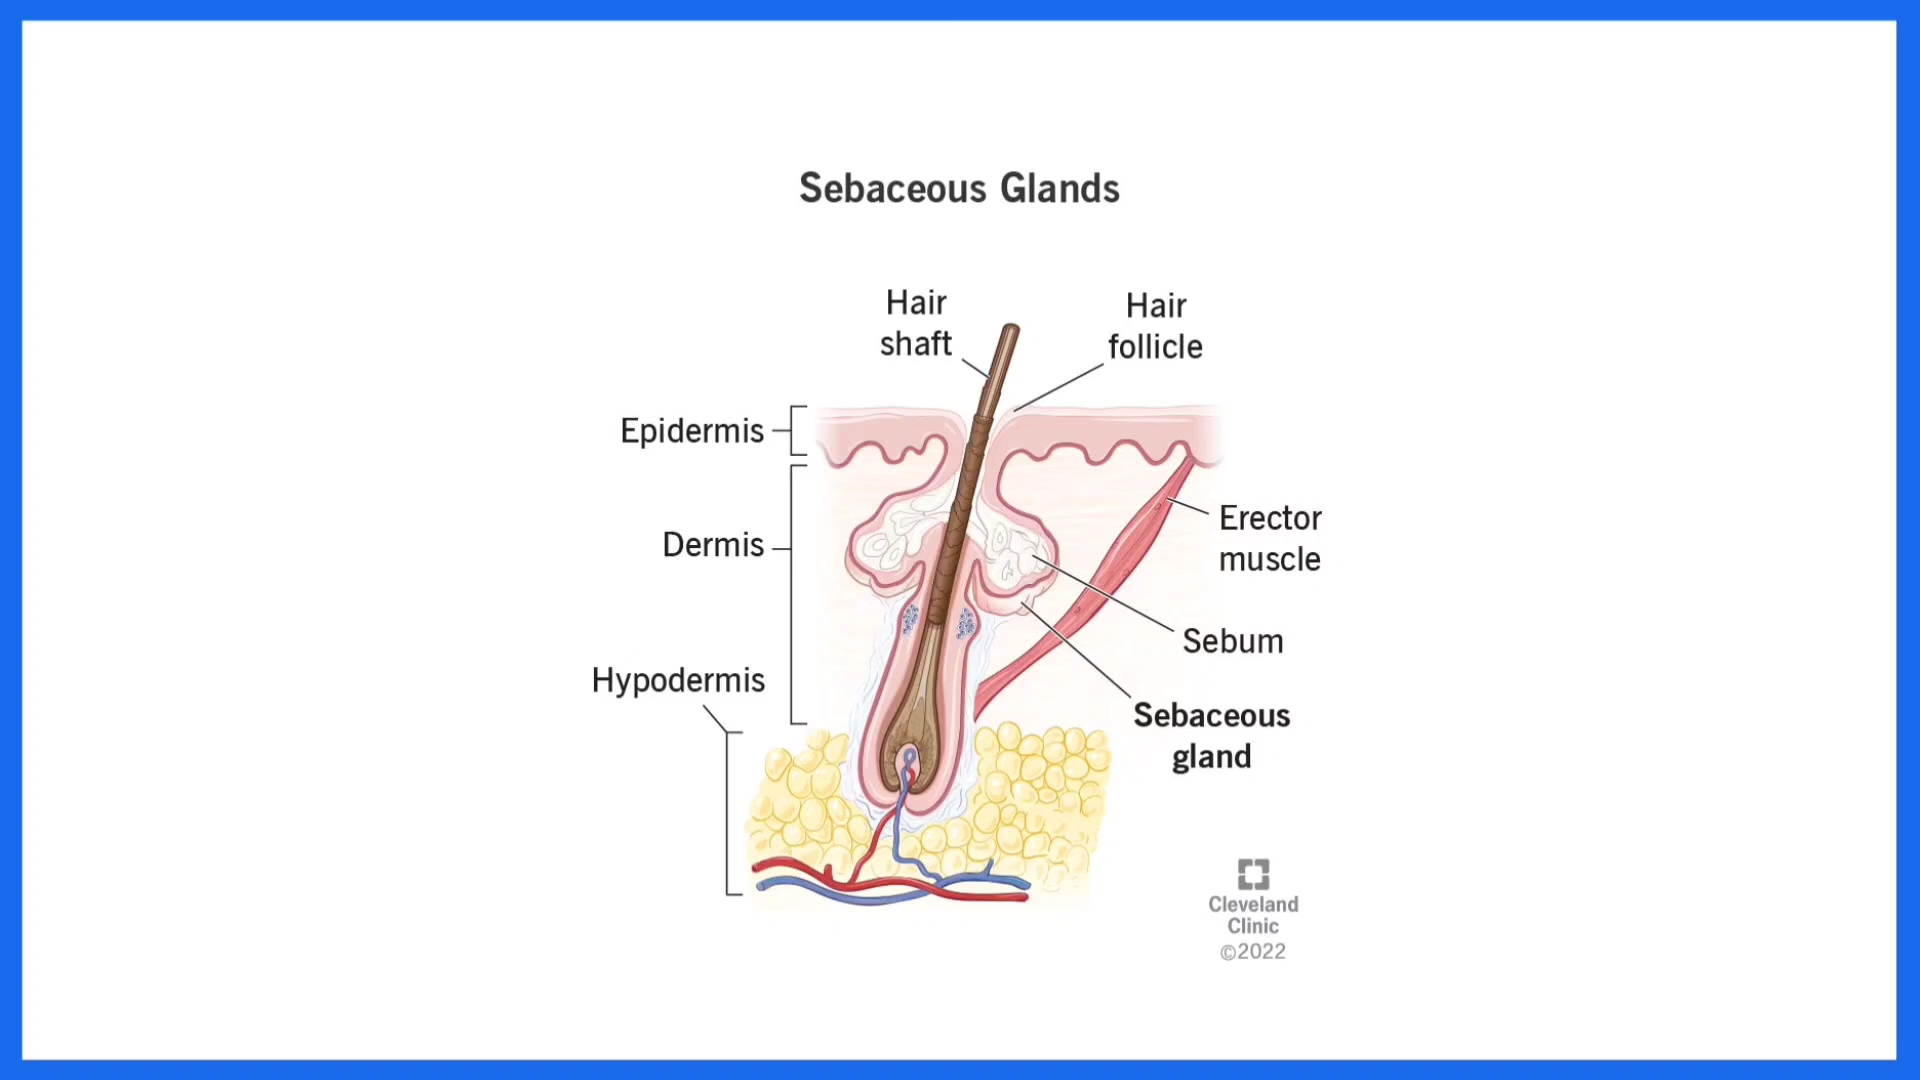 Sebaceous Glands
Hair
shaft
Hair
follicle
Epidermis
Dermis
Erector
muscle
Sebum
Hypodermis
Sebaceous
gland
Cleveland
Clinic
©2022